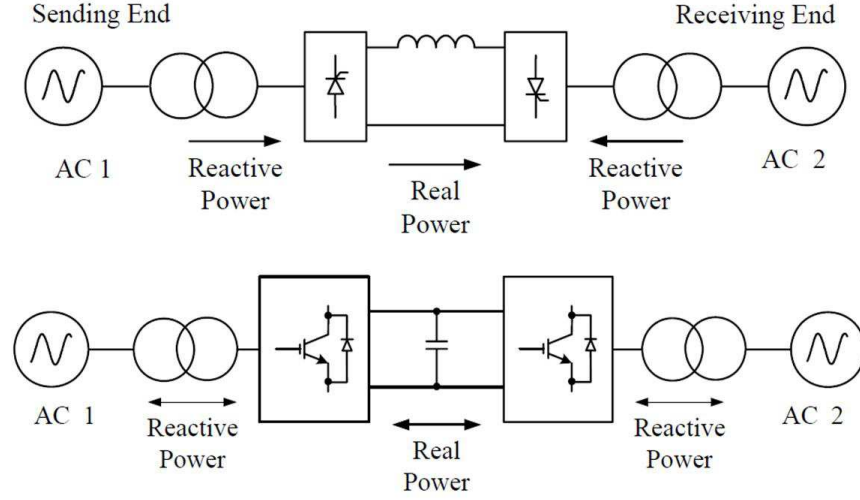 Sending End
Receiving End
AC 1
Reactive
Power
Real
Power
Reactive
Power
AC 2
AC 1
Reactive
Power
Real
Power
Reactive
Power
AC 2